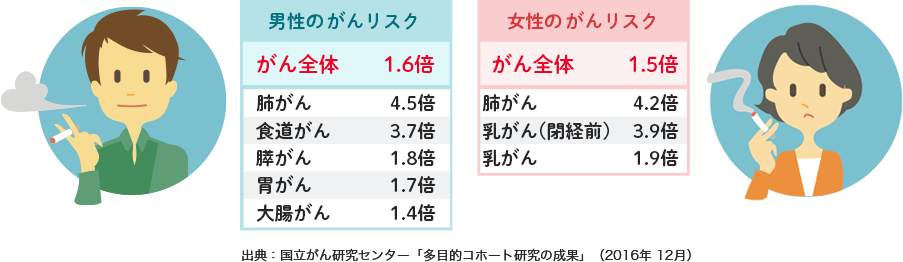 男性のがんリスク
がん全体 1.6倍
肺がん 4.5倍
食道がん 3.7倍
膵がん 1.8倍
胃がん 1.7倍
大腸がん 1.4倍
女性のがんリスク
がん全体 1.5倍
肺がん 4.2倍
乳がん(閉経前) 3.9倍
乳がん 1.9倍
出典：国立がん研究センター「多目的コホート研究の成果」（2016年 12月）